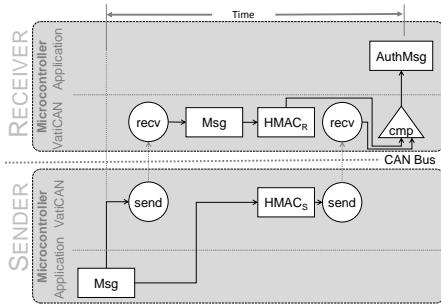 Time
RECEIVER
Microcontroller
Application
VatiCAN
AuthMsg
recv
Msg
HMAC_R
recv
cmp
CAN Bus
SENDER
Microcontroller
VatiCAN
Application
send
HMAC_S
send
Msg